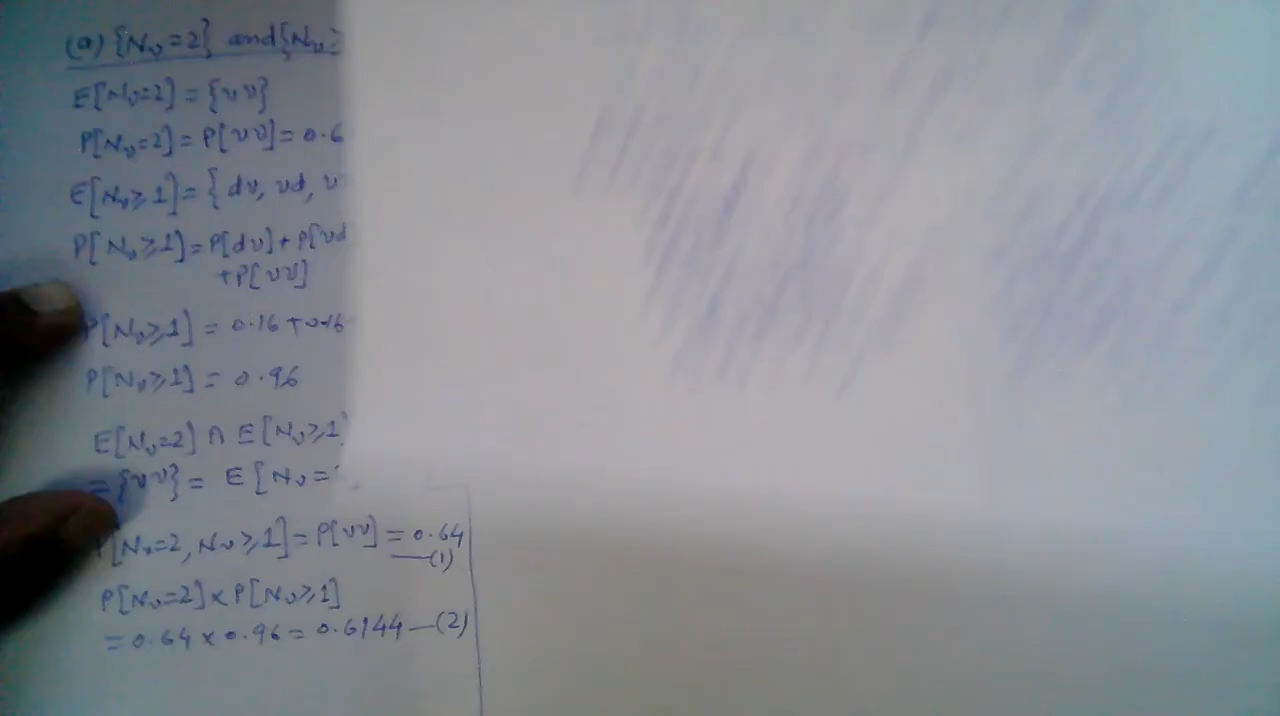 (a) {Nv=2} and {Nv≥
E[Nv=2] = {vv}
P[Nv=2] = P[vv] = 0.6
E[Nv≥1] = {dv, vd, v
P[Nv≥1] = P[dv] + P[vd
+P[vv]
P[Nv≥1] = 0.16 + 0.16
P[Nv≥1] = 0.96
E[Nv=2] ∩ E[Nv≥1]
= {vv} = E[Nv=
P[Nv=2, Nv≥1] = P[vv] = 0.64
—(1)
P[Nv=2] × P[Nv≥1]
= 0.64 × 0.96 = 0.6144 —(2)